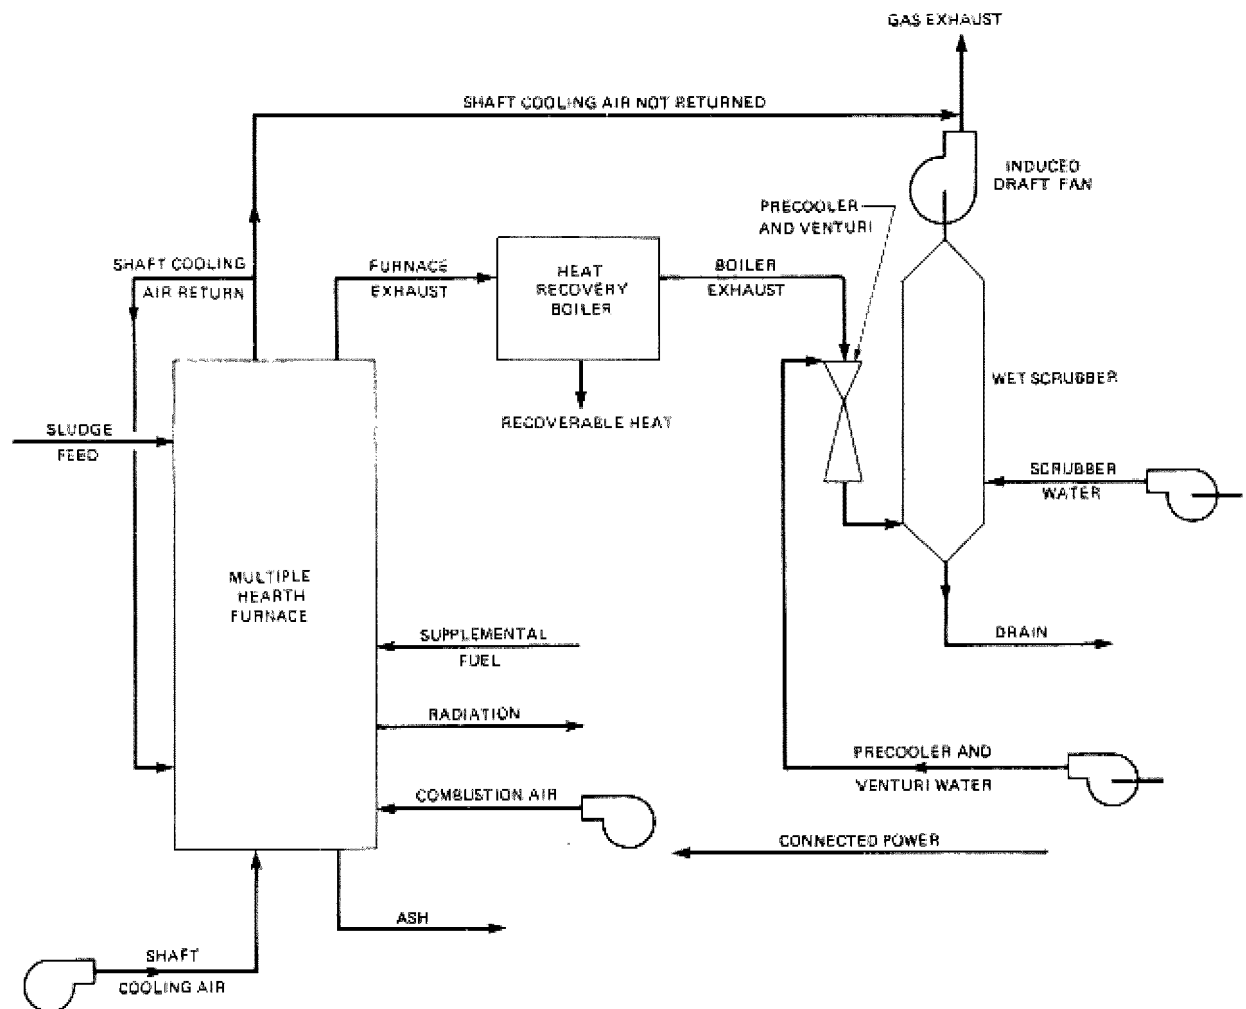 GAS EXHAUST
SHAFT COOLING AIR NOT RETURNED
INDUCED
DRAFT FAN
PRECOOLER
AND VENTURI
SHAFT COOLING
AIR RETURN
FURNACE
EXHAUST
HEAT
RECOVERY
BOILER
BOILER
EXHAUST
WET SCRUBBER
RECOVERABLE HEAT
SLUDGE
FEED
SCRUBBER
WATER
MULTIPLE
HEARTH
FURNACE
SUPPLEMENTAL
FUEL
DRAIN
RADIATION
PRECOOLER AND
VENTURI WATER
COMBUSTION AIR
CONNECTED POWER
ASH
SHAFT
COOLING AIR